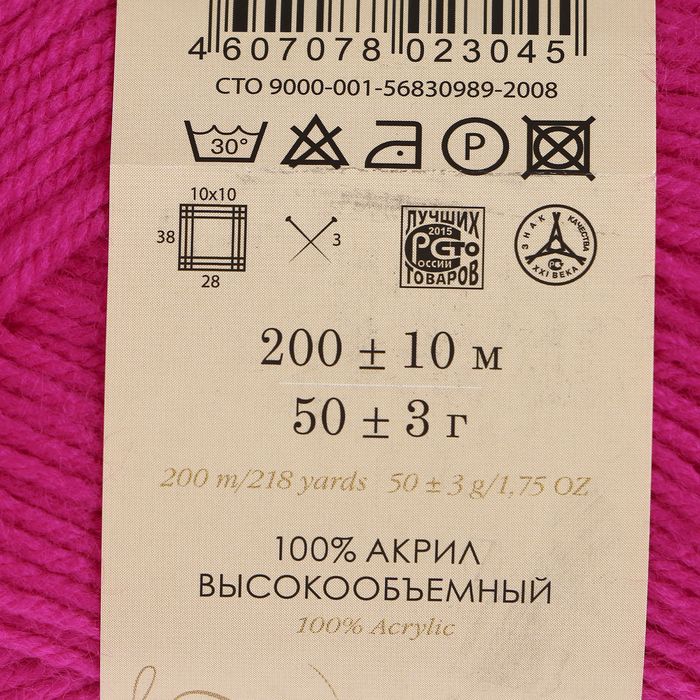 4 607078 023045
СТО 9000-001-56830989-2008
30° P
10x10
38
28
3
ЛУЧШИХ
2015
РСТО
РОССИИ
ТОВАРОВ
ЗНАК КАЧЕСТВА
XXI ВЕКА
200 ± 10 м
50 ± 3 г
200 m/218 yards 50 ± 3 g/1,75 OZ
100% АКРИЛ
ВЫСОКООБЪЕМНЫЙ
100% Acrylic